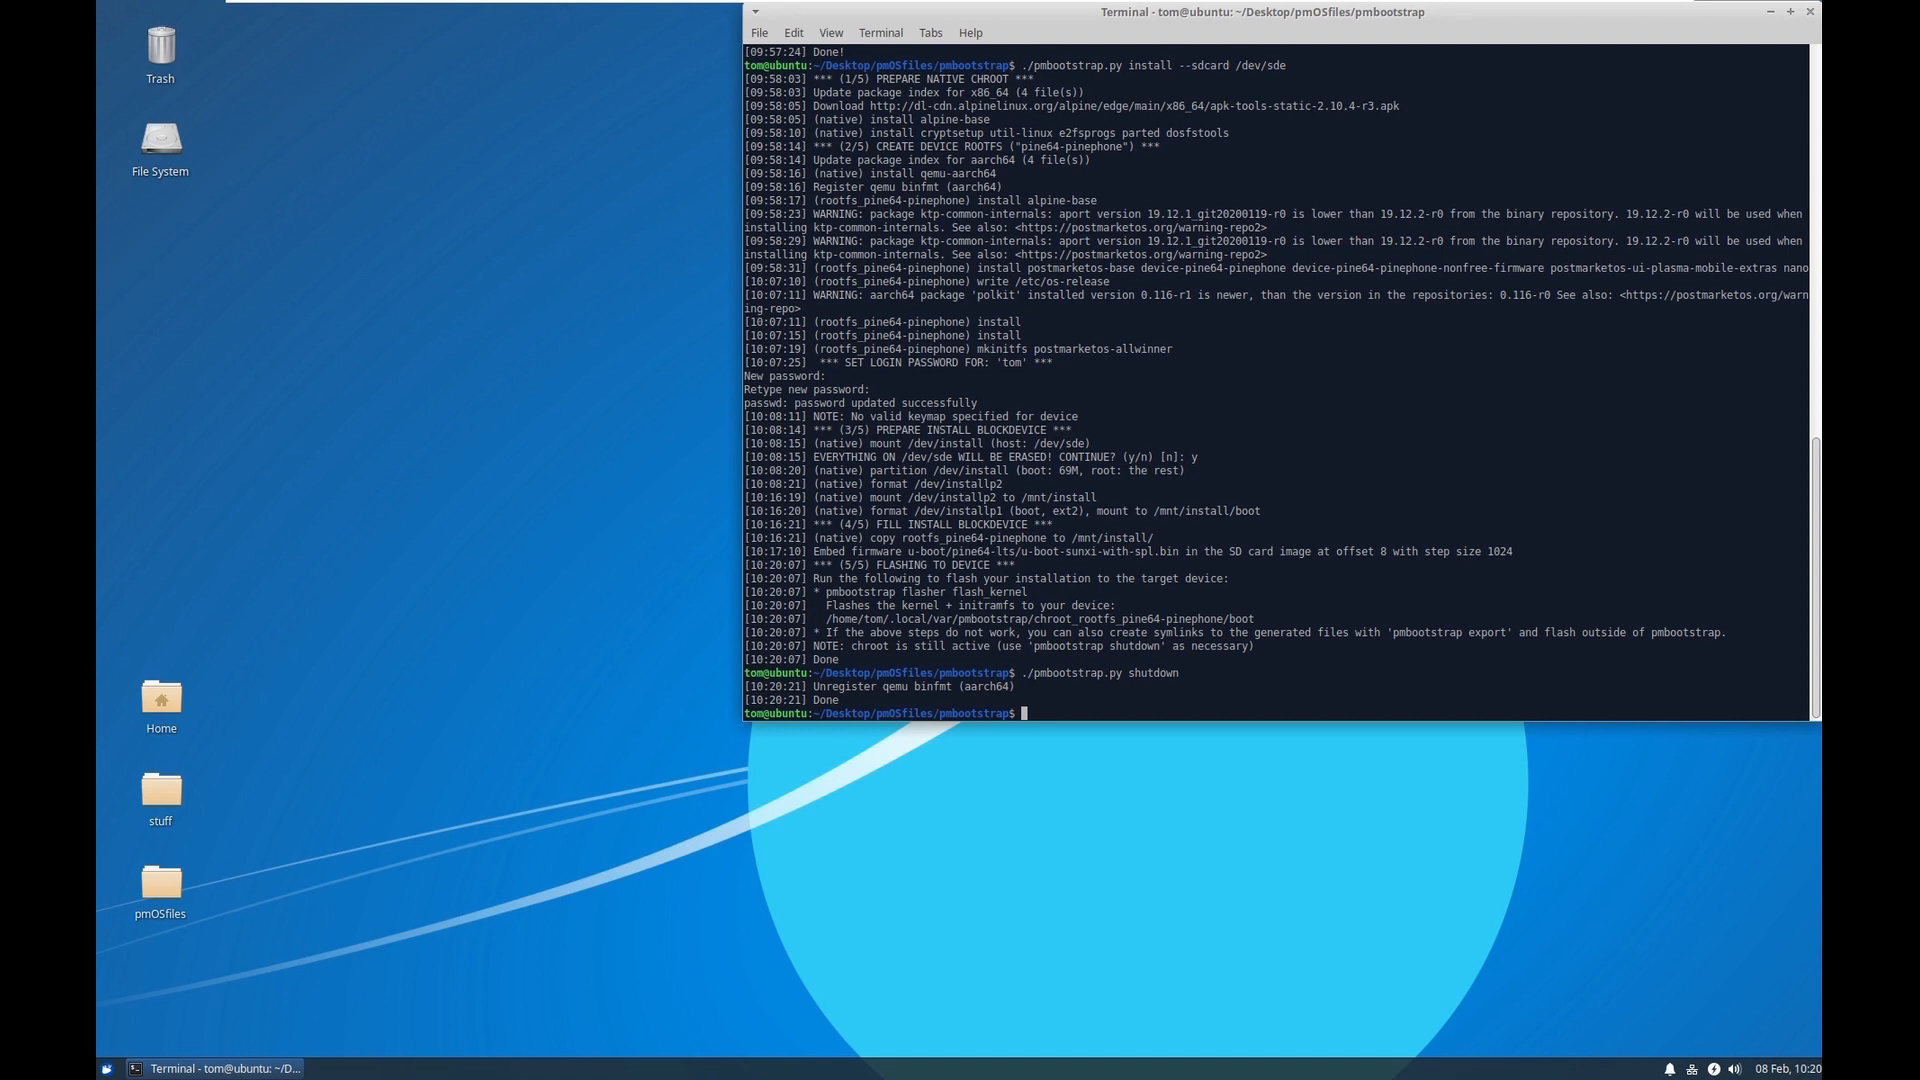 Trash
File System
Home
stuff
pmOSfiles
Terminal - tom@ubuntu: ~/Desktop/pmOSfiles/pmbootstrap
File Edit View Terminal Tabs Help
[09:57:24] Done!
tom@ubuntu:~/Desktop/pmOSfiles/pmbootstrap$ ./pmbootstrap.py install --sdcard /dev/sde
[09:58:03] *** (1/5) PREPARE NATIVE CHROOT ***
[09:58:03] Update package index for x86_64 (4 file(s))
[09:58:05] Download http://dl-cdn.alpinelinux.org/alpine/edge/main/x86_64/apk-tools-static-2.10.4-r3.apk
[09:58:05] (native) install alpine-base
[09:58:10] (native) install cryptsetup util-linux e2fsprogs parted dosfstools
[09:58:14] *** (2/5) CREATE DEVICE ROOTFS ("pine64-pinephone") ***
[09:58:14] Update package index for aarch64 (4 file(s))
[09:58:16] (native) install qemu-aarch64
[09:58:16] Register qemu binfmt (aarch64)
[09:58:17] (rootfs_pine64-pinephone) install alpine-base
[09:58:23] WARNING: package ktp-common-internals: aport version 19.12.1_git20200119-r0 is lower than 19.12.2-r0 from the binary repository. 19.12.2-r0 will be used when
installing ktp-common-internals. See also: <https://postmarketos.org/warning-repo2>
[09:58:29] WARNING: package ktp-common-internals: aport version 19.12.1_git20200119-r0 is lower than 19.12.2-r0 from the binary repository. 19.12.2-r0 will be used when
installing ktp-common-internals. See also: <https://postmarketos.org/warning-repo2>
[09:58:31] (rootfs_pine64-pinephone) install postmarketos-base device-pine64-pinephone device-pine64-pinephone-nonfree-firmware postmarketos-ui-plasma-mobile-extras nano
[10:07:10] (rootfs_pine64-pinephone) write /etc/os-release
[10:07:11] WARNING: aarch64 package 'polkit' installed version 0.116-r1 is newer, than the version in the repositories: 0.116-r0 See also: <https://postmarketos.org/warn
ing-repo>
[10:07:11] (rootfs_pine64-pinephone) install
[10:07:15] (rootfs_pine64-pinephone) install
[10:07:19] (rootfs_pine64-pinephone) mkinitfs postmarketos-allwinner
[10:07:25]  *** SET LOGIN PASSWORD FOR: 'tom' ***
New password:
Retype new password:
passwd: password updated successfully
[10:08:11] NOTE: No valid keymap specified for device
[10:08:14] *** (3/5) PREPARE INSTALL BLOCKDEVICE ***
[10:08:15] (native) mount /dev/install (host: /dev/sde)
[10:08:15] EVERYTHING ON /dev/sde WILL BE ERASED! CONTINUE? (y/n) [n]: y
[10:08:20] (native) partition /dev/install (boot: 69M, root: the rest)
[10:08:21] (native) format /dev/installp2
[10:16:19] (native) mount /dev/installp2 to /mnt/install
[10:16:20] (native) format /dev/installp1 (boot, ext2), mount to /mnt/install/boot
[10:16:21] *** (4/5) FILL INSTALL BLOCKDEVICE ***
[10:16:21] (native) copy rootfs_pine64-pinephone to /mnt/install/
[10:17:10] Embed firmware u-boot/pine64-lts/u-boot-sunxi-with-spl.bin in the SD card image at offset 8 with step size 1024
[10:20:07] *** (5/5) FLASHING TO DEVICE ***
[10:20:07] Run the following to flash your installation to the target device:
[10:20:07] * pmbootstrap flasher flash_kernel
[10:20:07]   Flashes the kernel + initramfs to your device:
[10:20:07]   /home/tom/.local/var/pmbootstrap/chroot_rootfs_pine64-pinephone/boot
[10:20:07] * If the above steps do not work, you can also create symlinks to the generated files with 'pmbootstrap export' and flash outside of pmbootstrap.
[10:20:07] NOTE: chroot is still active (use 'pmbootstrap shutdown' as necessary)
[10:20:07] Done
tom@ubuntu:~/Desktop/pmOSfiles/pmbootstrap$ ./pmbootstrap.py shutdown
[10:20:21] Unregister qemu binfmt (aarch64)
[10:20:21] Done
tom@ubuntu:~/Desktop/pmOSfiles/pmbootstrap$
Terminal - tom@ubuntu: ~/D...
08 Feb, 10:20